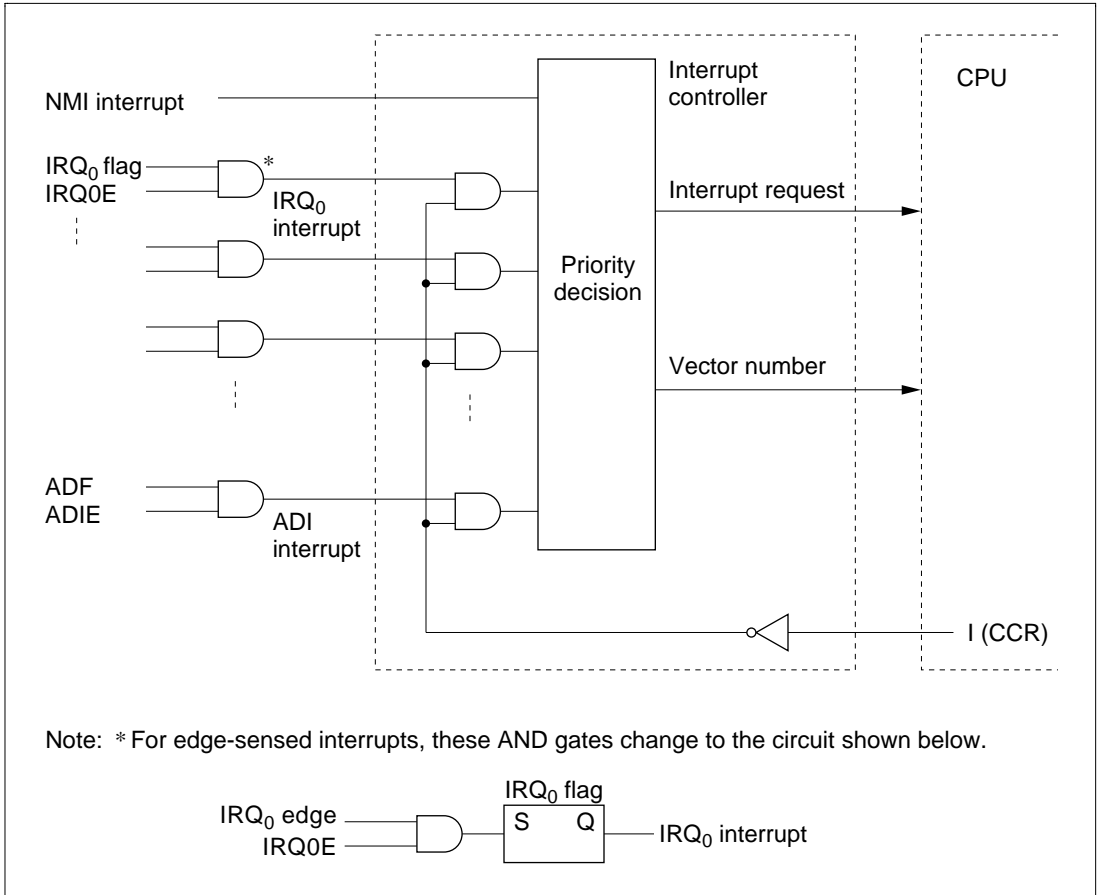 Interrupt
controller
CPU
NMI interrupt
IRQ₀ flag
IRQ0E
*
IRQ₀
interrupt
Interrupt request
Priority
decision
Vector number
ADF
ADIE
ADI
interrupt
I (CCR)
Note: * For edge-sensed interrupts, these AND gates change to the circuit shown below.
IRQ₀ flag
IRQ₀ edge
IRQ0E
S Q
IRQ₀ interrupt